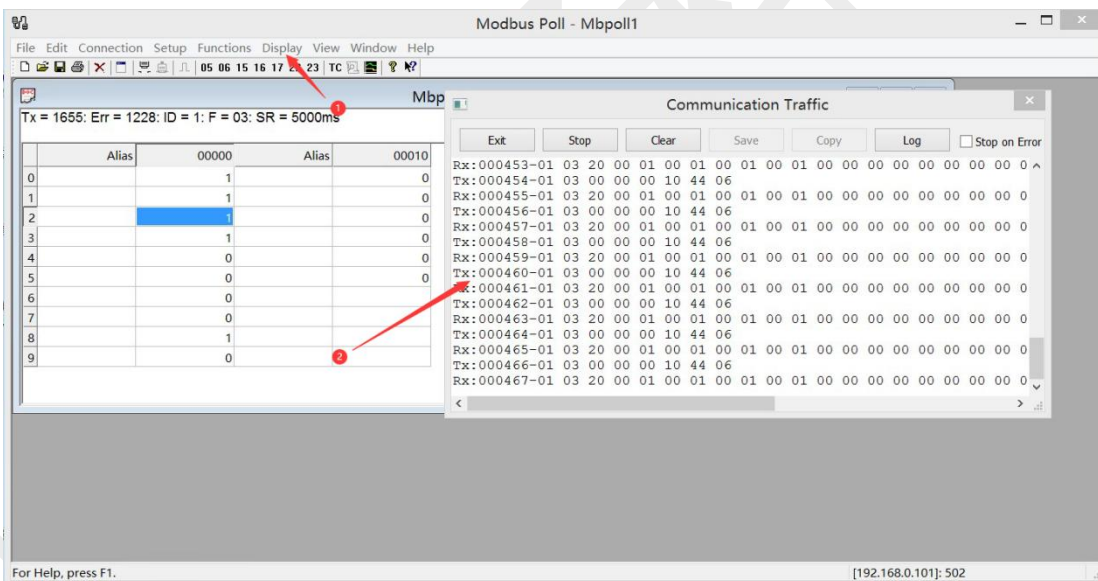 Modbus Poll - Mbpoll1
File Edit Connection Setup Functions Display View Window Help
05 06 15 16 17 22 23 TC
1
Mbp
Tx = 1655: Err = 1228: ID = 1: F = 03: SR = 5000ms
Alias 00000 Alias 00010
0 1 0
1 1 0
2 1 0
3 1 0
4 0 0
5 0 0
6 0
7 0
8 1
9 0
2
Communication Traffic
Exit Stop Clear Save Copy Log Stop on Error
Rx:000453-01 03 20 00 01 00 01 00 01 00 01 00 00 00 00 00 00 00 0
Tx:000454-01 03 00 00 00 10 44 06
Rx:000455-01 03 20 00 01 00 01 00 01 00 01 00 00 00 00 00 00 00 0
Tx:000456-01 03 00 00 00 10 44 06
Rx:000457-01 03 20 00 01 00 01 00 01 00 01 00 00 00 00 00 00 00 0
Tx:000458-01 03 00 00 00 10 44 06
Rx:000459-01 03 20 00 01 00 01 00 01 00 01 00 00 00 00 00 00 00 0
Tx:000460-01 03 00 00 00 10 44 06
Rx:000461-01 03 20 00 01 00 01 00 01 00 01 00 00 00 00 00 00 00 0
Tx:000462-01 03 00 00 00 10 44 06
Rx:000463-01 03 20 00 01 00 01 00 01 00 01 00 00 00 00 00 00 00 0
Tx:000464-01 03 00 00 00 10 44 06
Rx:000465-01 03 20 00 01 00 01 00 01 00 01 00 00 00 00 00 00 00 0
Tx:000466-01 03 00 00 00 10 44 06
Rx:000467-01 03 20 00 01 00 01 00 01 00 01 00 00 00 00 00 00 00 0
For Help, press F1.
[192.168.0.101]: 502